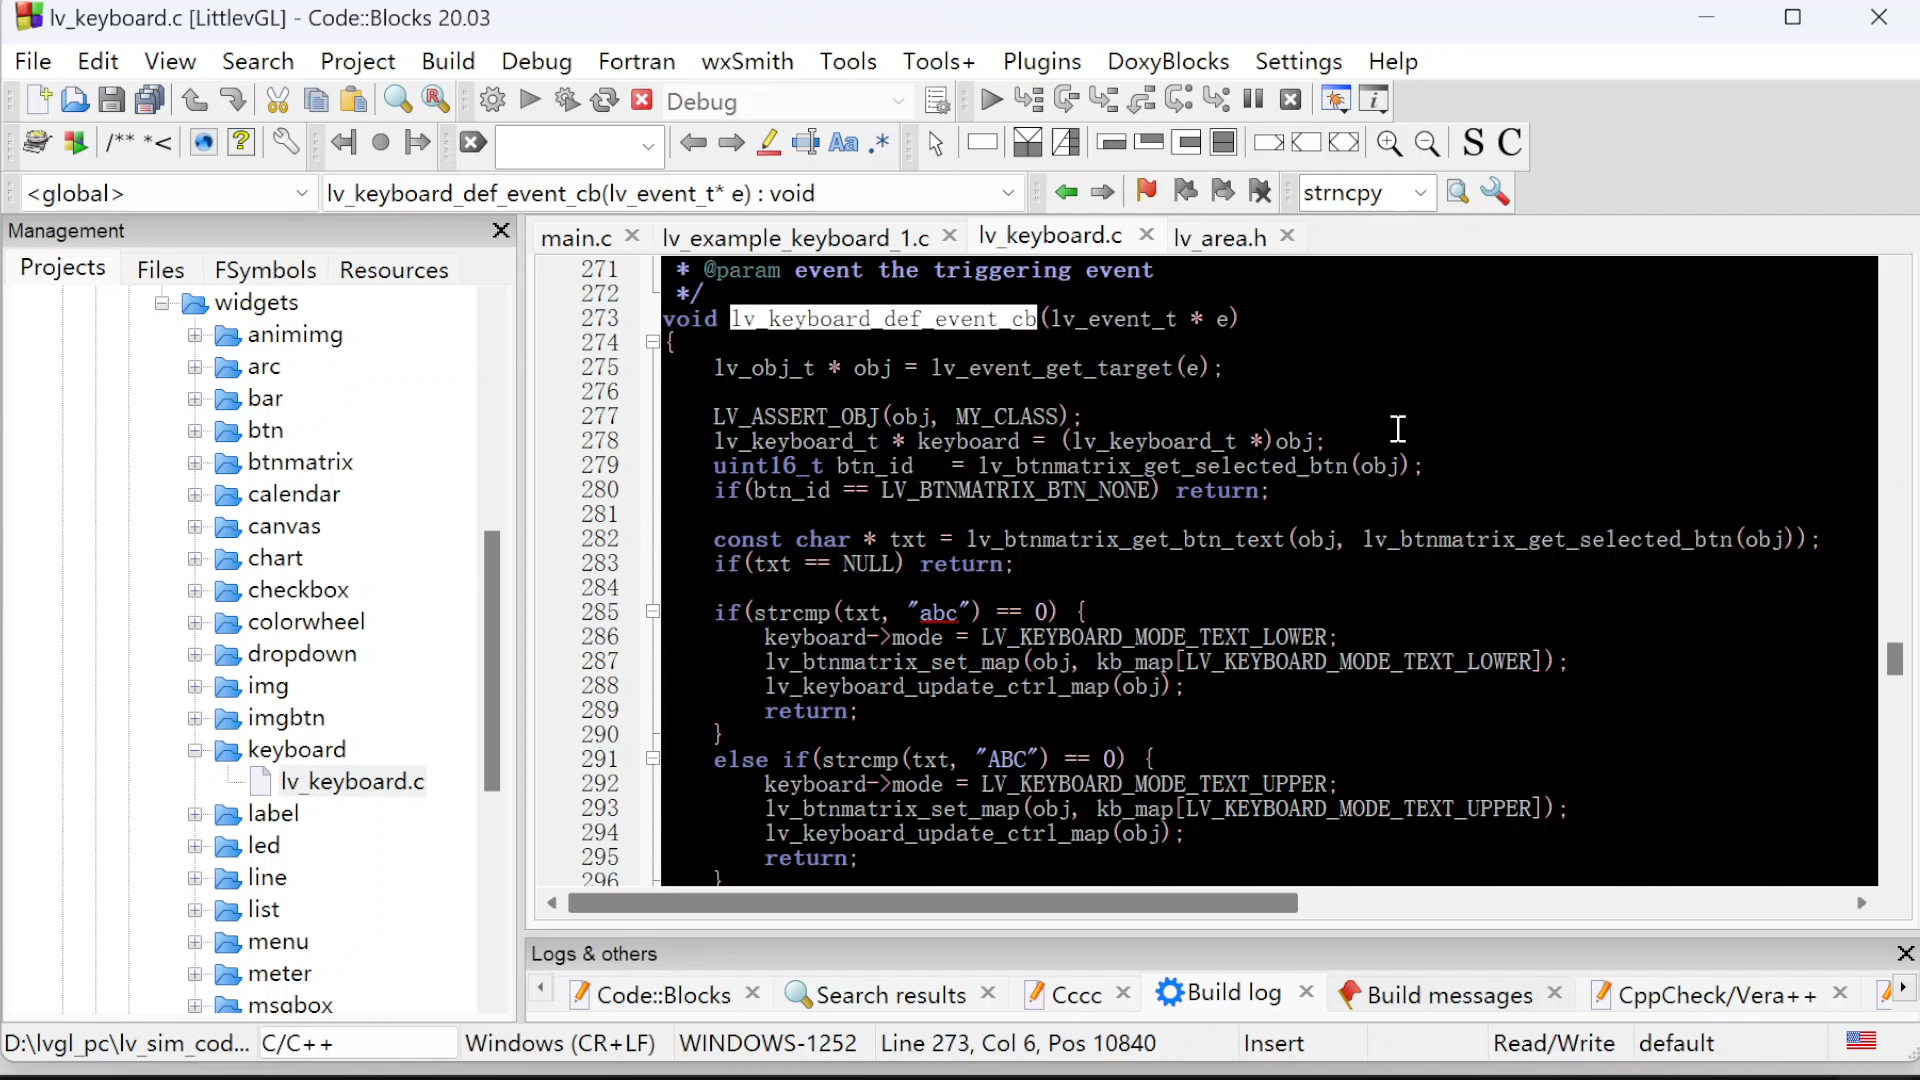 lv_keyboard.c [LittlevGL] - Code::Blocks 20.03
File Edit View Search Project Build Debug Fortran wxSmith Tools Tools+ Plugins DoxyBlocks Settings Help
Debug
/** *< Aa .* S C
<global> lv_keyboard_def_event_cb(lv_event_t* e) : void strncpy
Management
Projects Files FSymbols Resources
widgets
animimg
arc
bar
btn
btnmatrix
calendar
canvas
chart
checkbox
colorwheel
dropdown
img
imgbtn
keyboard
lv_keyboard.c
label
led
line
list
menu
meter
msgbox
main.c lv_example_keyboard_1.c lv_keyboard.c lv_area.h
271 * @param event the triggering event
272 */
273 void lv_keyboard_def_event_cb(lv_event_t * e)
274 {
275 lv_obj_t * obj = lv_event_get_target(e);
276
277 LV_ASSERT_OBJ(obj, MY_CLASS);
278 lv_keyboard_t * keyboard = (lv_keyboard_t *)obj;
279 uint16_t btn_id = lv_btnmatrix_get_selected_btn(obj);
280 if(btn_id == LV_BTNMATRIX_BTN_NONE) return;
281
282 const char * txt = lv_btnmatrix_get_btn_text(obj, lv_btnmatrix_get_selected_btn(obj));
283 if(txt == NULL) return;
284
285 if(strcmp(txt, "abc") == 0) {
286 keyboard->mode = LV_KEYBOARD_MODE_TEXT_LOWER;
287 lv_btnmatrix_set_map(obj, kb_map[LV_KEYBOARD_MODE_TEXT_LOWER]);
288 lv_keyboard_update_ctrl_map(obj);
289 return;
290 }
291 else if(strcmp(txt, "ABC") == 0) {
292 keyboard->mode = LV_KEYBOARD_MODE_TEXT_UPPER;
293 lv_btnmatrix_set_map(obj, kb_map[LV_KEYBOARD_MODE_TEXT_UPPER]);
294 lv_keyboard_update_ctrl_map(obj);
295 return;
296 }
Logs & others
Code::Blocks Search results Cccc Build log Build messages CppCheck/Vera++
D:\lvgl_pc\lv_sim_cod... C/C++ Windows (CR+LF) WINDOWS-1252 Line 273, Col 6, Pos 10840 Insert Read/Write default